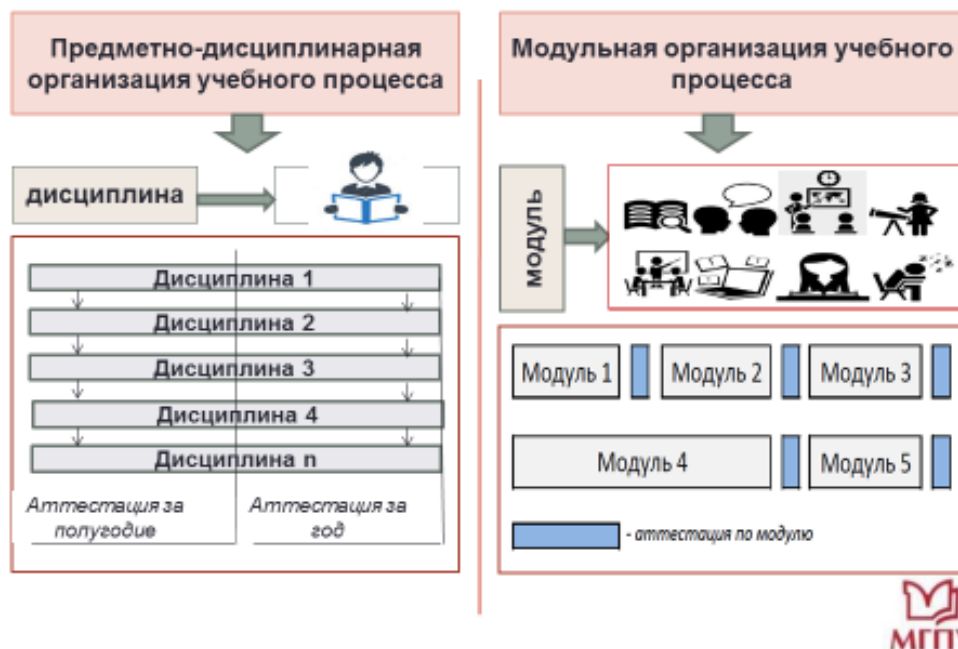 Предметно-дисциплинарная
организация учебного процесса
дисциплина
Дисциплина 1
Дисциплина 2
Дисциплина 3
Дисциплина 4
Дисциплина n
Аттестация за
полугодие
Аттестация за
год
Модульная организация учебного
процесса
модуль
Модуль 1
Модуль 2
Модуль 3
Модуль 4
Модуль 5
- аттестация по модулю